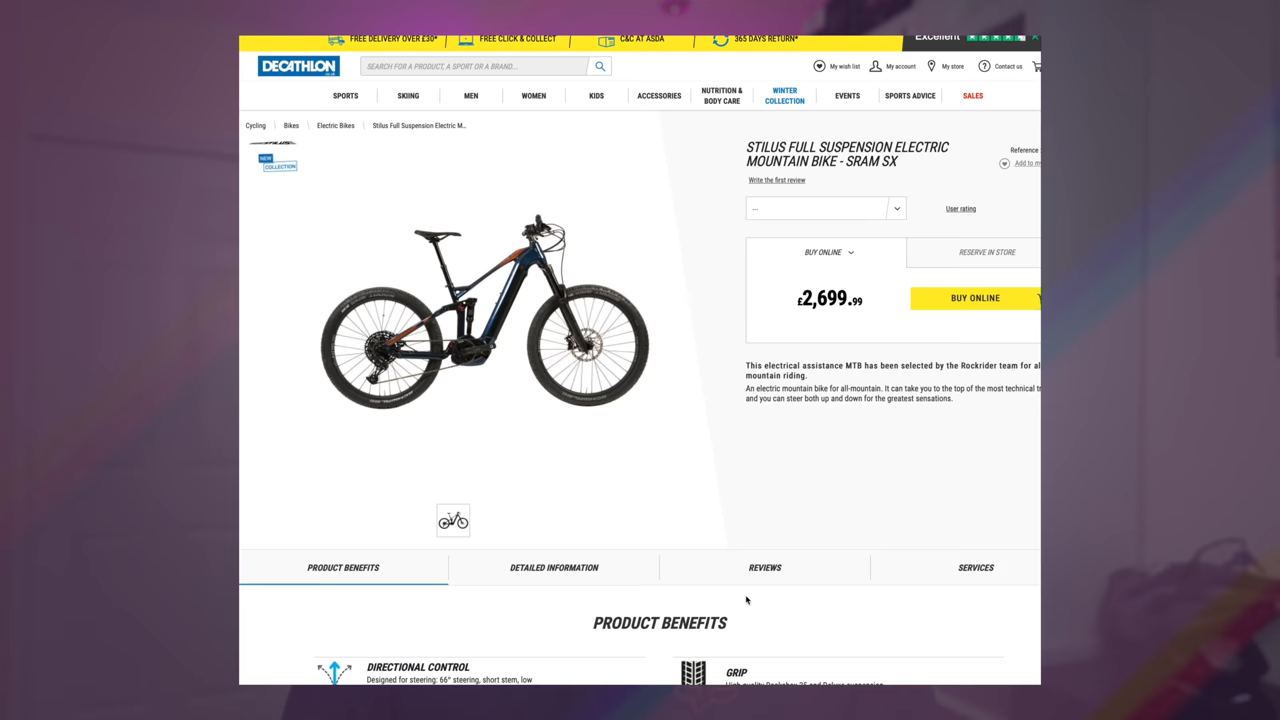 FREE DELIVERY OVER £30*
FREE CLICK & COLLECT
C&C AT ASDA
365 DAYS RETURN*
Excellent
DECATHLON
SEARCH FOR A PRODUCT, A SPORT OR A BRAND...
My wish list
My account
My store
Contact us
SPORTS
SKIING
MEN
WOMEN
KIDS
ACCESSORIES
NUTRITION &
BODY CARE
WINTER
COLLECTION
EVENTS
SPORTS ADVICE
SALES
Cycling
Bikes
Electric Bikes
Stilus Full Suspension Electric M...
NEW
COLLECTION
STILUS FULL SUSPENSION ELECTRIC
MOUNTAIN BIKE - SRAM SX
Reference
Add to m
Write the first review
...
User rating
BUY ONLINE
RESERVE IN STORE
£2,699.99
BUY ONLINE
This electrical assistance MTB has been selected by the Rockrider team for al
mountain riding.
An electric mountain bike for all-mountain. It can take you to the top of the most technical tr
and you can steer both up and down for the greatest sensations.
PRODUCT BENEFITS
DETAILED INFORMATION
REVIEWS
SERVICES
PRODUCT BENEFITS
DIRECTIONAL CONTROL
Designed for steering: 66° steering, short stem, low
GRIP